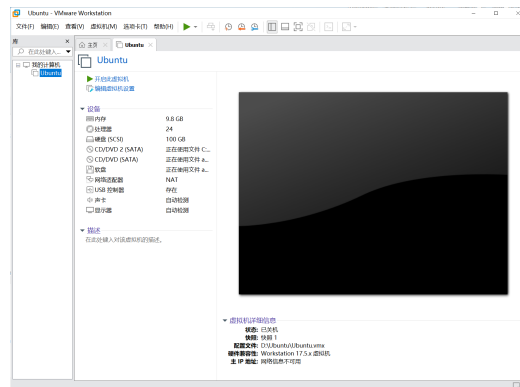 Ubuntu - VMware Workstation
文件(F) 编辑(E) 查看(V) 虚拟机(M) 选项卡(T) 帮助(H)
库
在此处键入...
我的计算机
Ubuntu
主页
Ubuntu
Ubuntu
开启此虚拟机
编辑虚拟机设置
设备
内存 9.8 GB
处理器 24
硬盘 (SCSI) 100 GB
CD/DVD 2 (SATA) 正在使用文件 C:...
CD/DVD (SATA) 正在使用文件 a...
软盘 正在使用文件 a...
网络适配器 NAT
USB 控制器 存在
声卡 自动检测
显示器 自动检测
描述
在此处键入对该虚拟机的描述。
虚拟机详细信息
状态: 已关机
快照: 快照 1
配置文件: D:\Ubuntu\Ubuntu.vmx
硬件兼容性: Workstation 17.5.x 虚拟机
主 IP 地址: 网络信息不可用